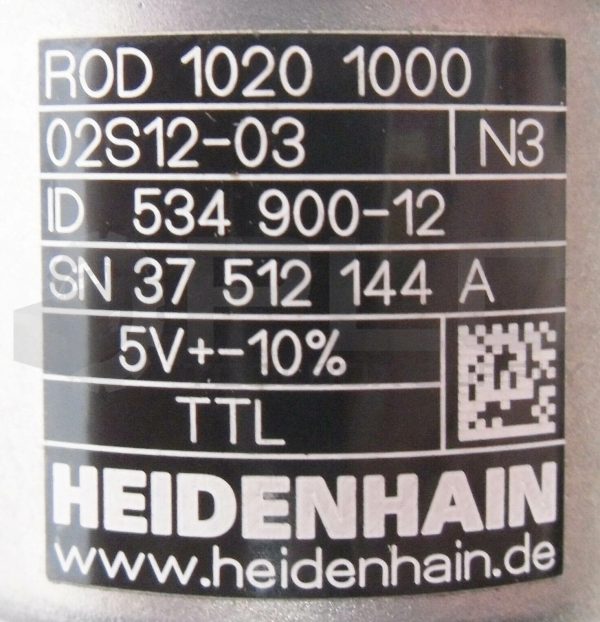 ROD 1020 1000
02S12-03 N3
ID 534 900-12
SN 37 512 144 A
5V+-10%
TTL
HEIDENHAIN
www.heidenhain.de